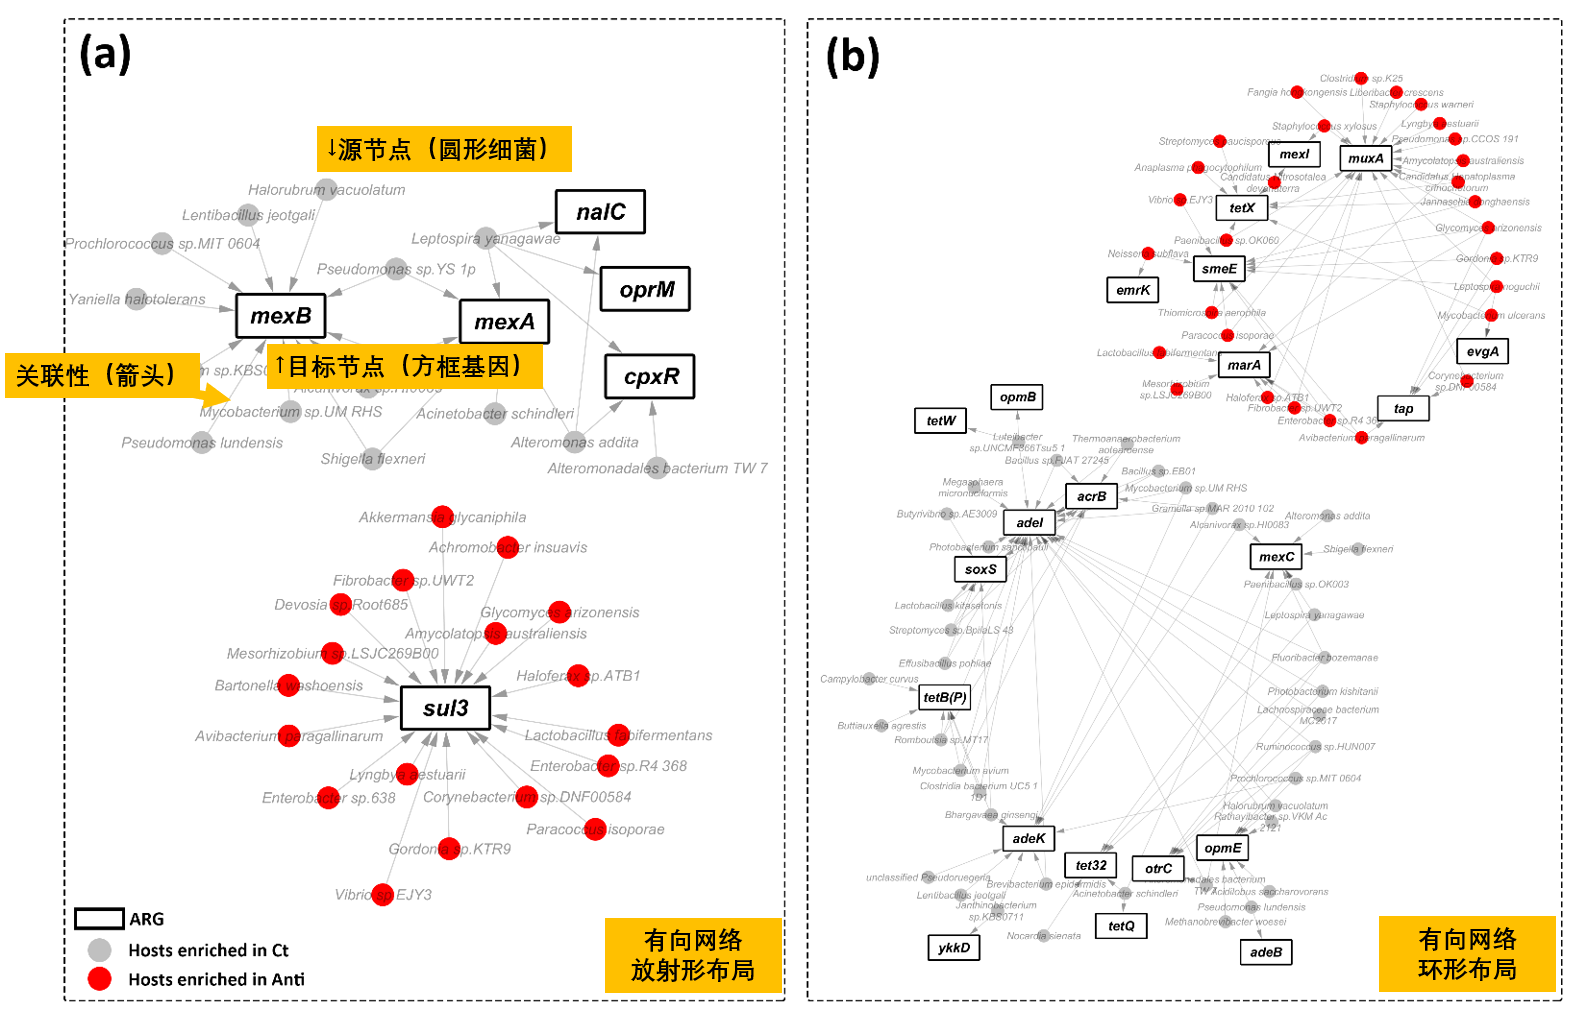 (a)
↓源节点（圆形细菌）
Halorubrum vacuolatum
Lentibacillus jeotgali
Prochlorococcus sp.MIT 0604
Leptospira yanagawae
nalC
Pseudomonas sp.YS 1p
oprM
Yaniella halotolerans
mexB
mexA
↑目标节点（方框基因）
关联性（箭头）
cpxR
Mycobacterium sp.UM RHS
Acinetobacter schindleri
Pseudomonas lundensis
Alteromonas addita
Shigella flexneri
Alteromonadales bacterium TW 7
Akkermansia glycaniphila
Achromobacter insuavis
Fibrobacter sp.UWT2
Devosia sp.Root685
Glycomyces arizonensis
Amycolatopsis australiensis
Mesorhizobium sp.LSJC269B00
Haloferax sp.ATB1
Bartonella washoensis
sul3
Avibacterium paragallinarum
Lactobacillus fabifermentans
Enterobacter sp.R4 368
Lyngbya aestuarii
Enterobacter sp.638
Corynebacterium sp.DNF00584
Paracoccus isoporae
Gordonia sp.KTR9
Vibrio sp.EJY3
ARG
Hosts enriched in Ct
Hosts enriched in Anti
有向网络
放射形布局
(b)
Clostridium sp.K25
Fangia hongkongensis
Liberibacter crescens
Staphylococcus warneri
Staphylococcus xylosus
Lyngbya aestuarii
Streptomyces aucisporous
Pseudomonas sp.CCOS 191
mexI
muxA
Amycolatopsis australiensis
Anaplasma phagocytophilum
Candidatus Nitrosotalea
devanaterra
Candidatus Hepatoplasma
crinochetorum
Vibrio sp.EJY3
tetX
Jannaschia donghaensis
Glycomyces arizonensis
Paenibacillus sp.OK060
Neisseria subflava
smeE
Gordonia sp.KTR9
emrK
Leptospira noguchii
Thiomicrospira aerophila
Mycobacterium ulcerans
Paracoccus isoporae
Lactobacillus fabifermentans
marA
evgA
Mesorhizobium
sp.LSJC269B00
Corynebacterium
sp.DNF00584
Haloferax sp.ATB1
Fibrobacter sp.UWT2
tap
Enterobacter sp.R4 368
Avibacterium paragallinarum
opmB
tetW
Luteibacter
sp.UNCMF366Tsu5.1
Thermoanaerobacterium
aotearoense
Bacillus sp.FJAT 27245
Bacillus sp.EB01
Megasphaera
micronuciformis
Mycobacterium sp.UM RHS
acrB
Gramella sp.MAR 2010 102
Butyrivibrio sp.AE3009
adeI
Alteromonas addita
Alcanivorax sp.HI0083
Photobacterium sanctipauli
mexC
Shigella flexneri
soxS
Paenibacillus sp.OK003
Lactobacillus kitasatonis
Leptospira yanagawae
Streptomyces sp.BpilaLS 43
Effusibacillus pohliae
Fluoribacter bozemanae
Campylobacter curvus
tetB(P)
Photobacterium kishitanii
Lachnospiraceae bacterium
MC2017
Buttiauxella agrestis
Romboutsia sp.MT17
Ruminococcus sp.HUN007
Mycobacterium avium
Prochlorococcus sp.MIT 0604
Clostridia bacterium UC5.1
1D1
Halorubrum vacuolatum
Bhargavaea ginsengi
Rathayibacter sp.VKM Ac
2121
adeK
opmE
tet32
otrC
unclassified Pseudoruegeria
Brevibacterium epidermidis
Lentibacillus jeotgali
Acinetobacter schindleri
TW 7
Acidilobus saccharovorans
Janthinobacterium
sp.KBS0711
Pseudomonas lundensis
tetQ
Methanobrevibacter woesei
Nocardia sienata
ykkD
adeB
有向网络
环形布局